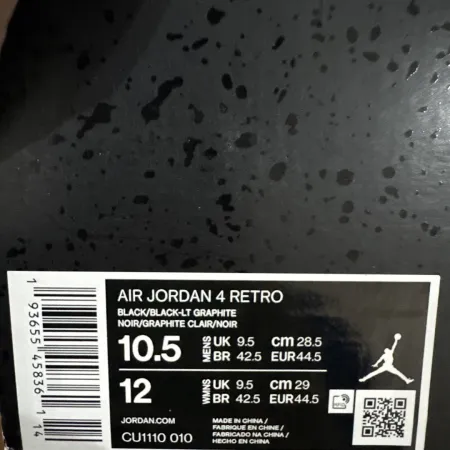 AIR JORDAN 4 RETRO
BLACK/BLACK-LT GRAPHITE
NOIR/GRAPHITE CLAIR/NOIR
10.5 MENS UK 9.5 cm 28.5
BR 42.5 EUR 44.5
12 WMNS UK 9.5 cm 29
BR 42.5 EUR 44.5
JORDAN.COM
CU1110 010
MADE IN CHINA /
FABRIQUE EN CHINE /
FABRICADO NA CHINA /
HECHO EN CHINA
1 93655 45836 1 14